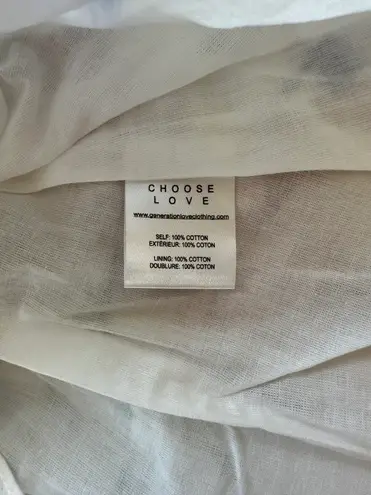 CHOOSE
LOVE
www.generationloveclothing.com
SELF: 100% COTTON
EXTÉRIEUR: 100% COTON
LINING: 100% COTTON
DOUBLURE: 100% COTON